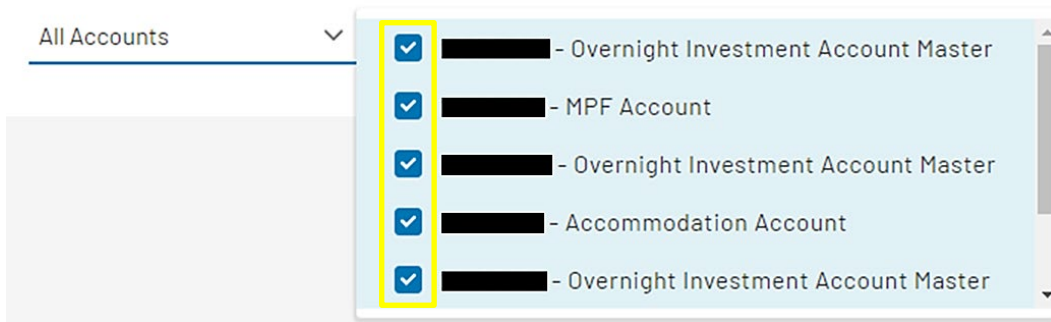 All Accounts
- Overnight Investment Account Master
- MPF Account
- Overnight Investment Account Master
- Accommodation Account
- Overnight Investment Account Master